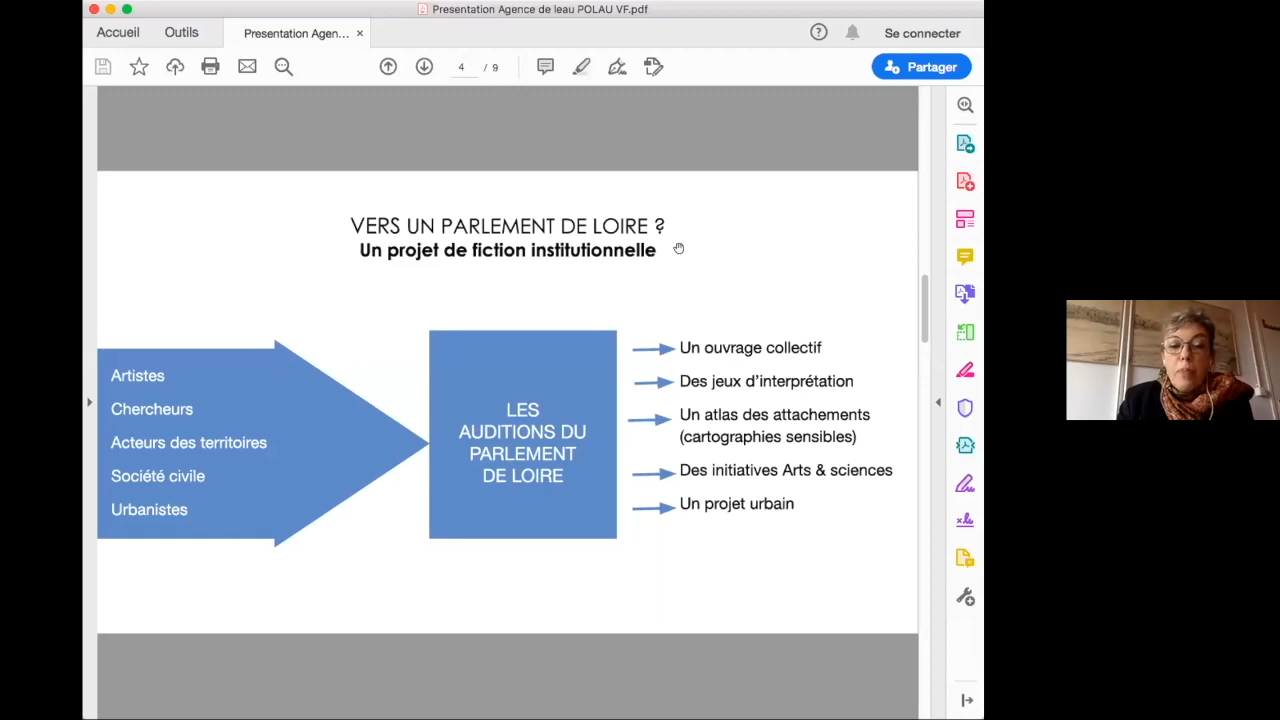 Presentation Agence de leau POLAU VF.pdf
Accueil
Outils
Presentation Agen... ×
Se connecter
4 / 9
Partager
VERS UN PARLEMENT DE LOIRE ?
Un projet de fiction institutionnelle
Artistes
Chercheurs
Acteurs des territoires
Société civile
Urbanistes
LES
AUDITIONS DU
PARLEMENT
DE LOIRE
Un ouvrage collectif
Des jeux d’interprétation
Un atlas des attachements
(cartographies sensibles)
Des initiatives Arts & sciences
Un projet urbain